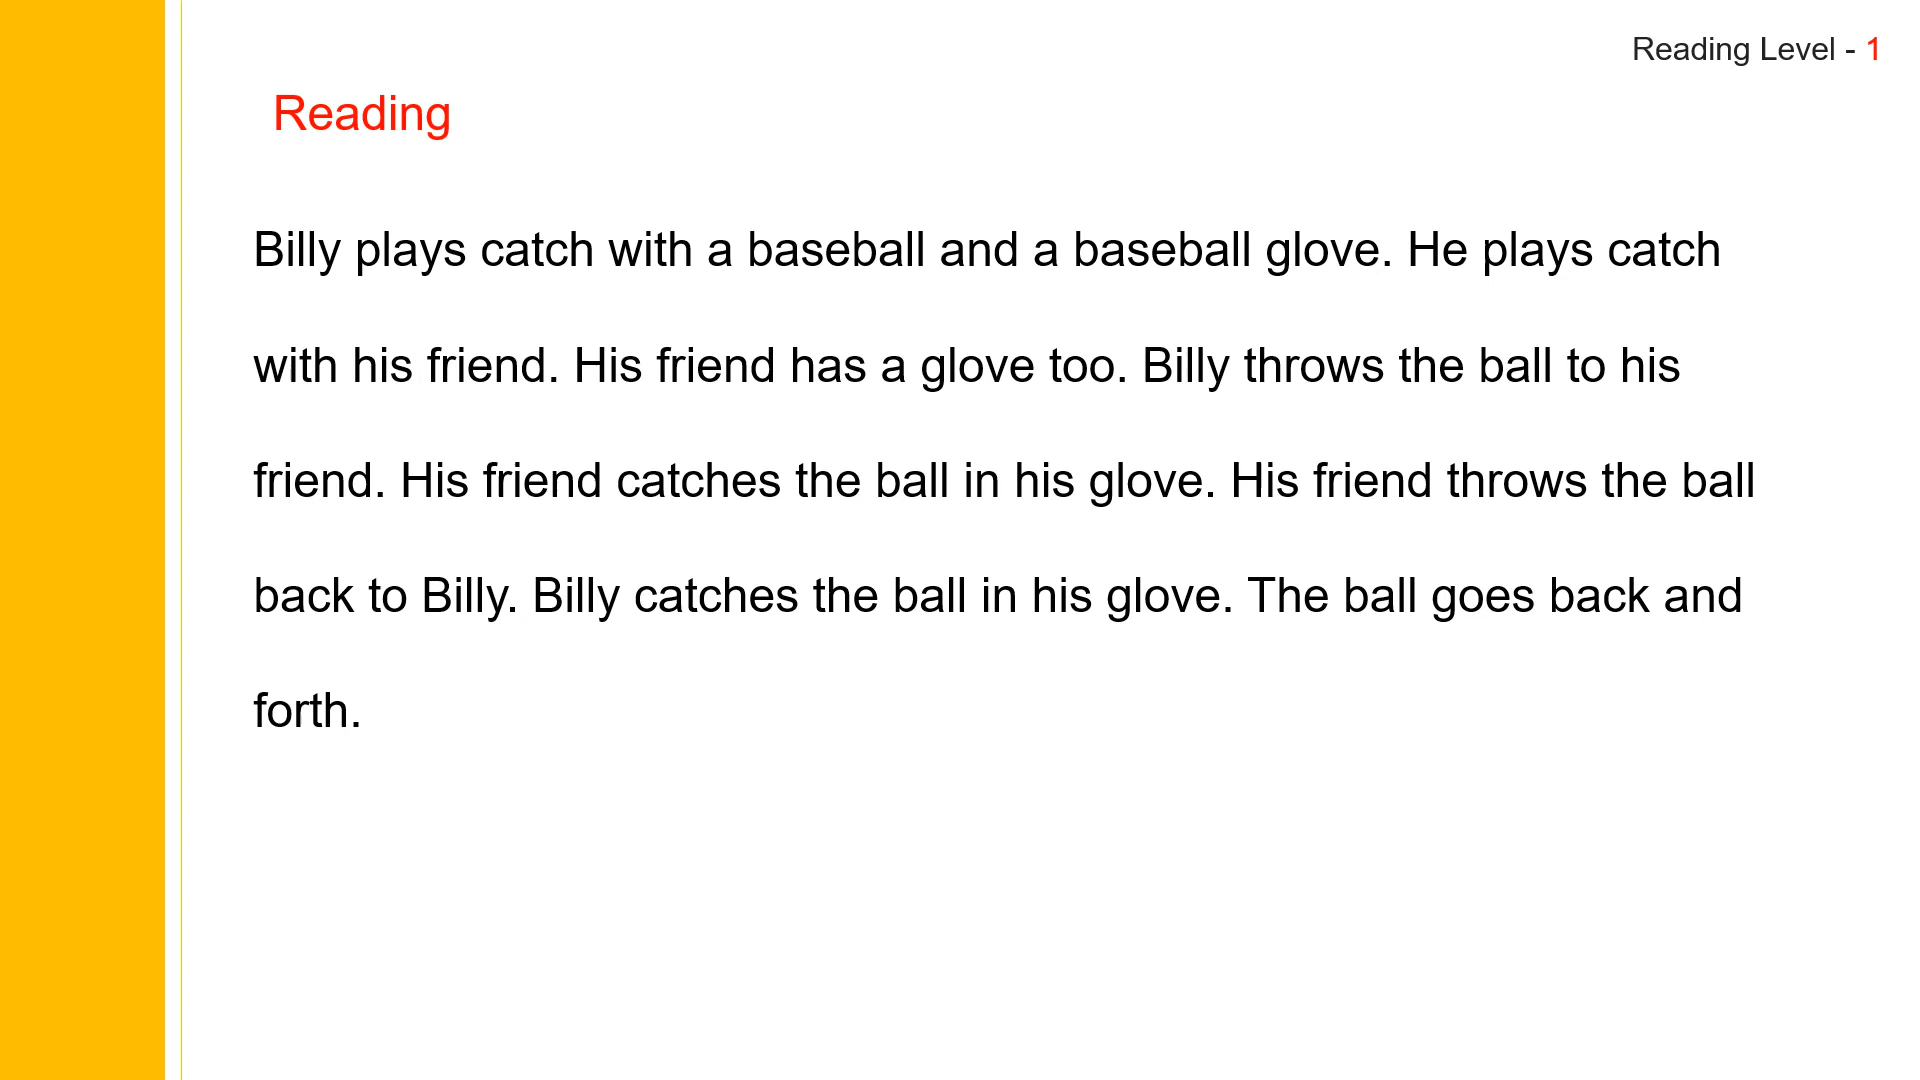 Reading Level - 1
Reading
Billy plays catch with a baseball and a baseball glove. He plays catch
with his friend. His friend has a glove too. Billy throws the ball to his
friend. His friend catches the ball in his glove. His friend throws the ball
back to Billy. Billy catches the ball in his glove. The ball goes back and
forth.